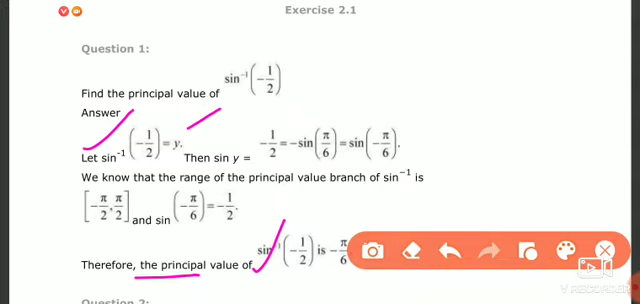 Exercise 2.1
Question 1:
Find the principal value of sin⁻¹(−1/2)
Answer
Let sin⁻¹(−1/2) = y. Then sin y = −1/2 = −sin(π/6) = sin(−π/6).
We know that the range of the principal value branch of sin⁻¹ is
[−π/2, π/2] and sin(−π/6) = −1/2.
Therefore, the principal value of sin⁻¹(−1/2) is −π/6
Question 2:
V RECORDER